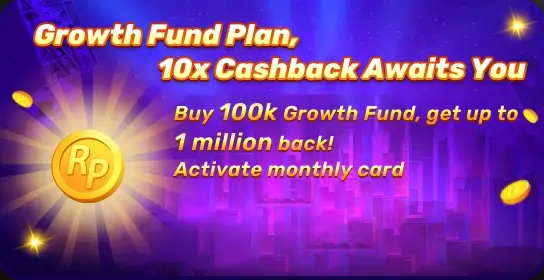 Growth Fund Plan,
10x Cashback Awaits You
Buy 100k Growth Fund, get up to
1 million back!
Activate monthly card
Rp